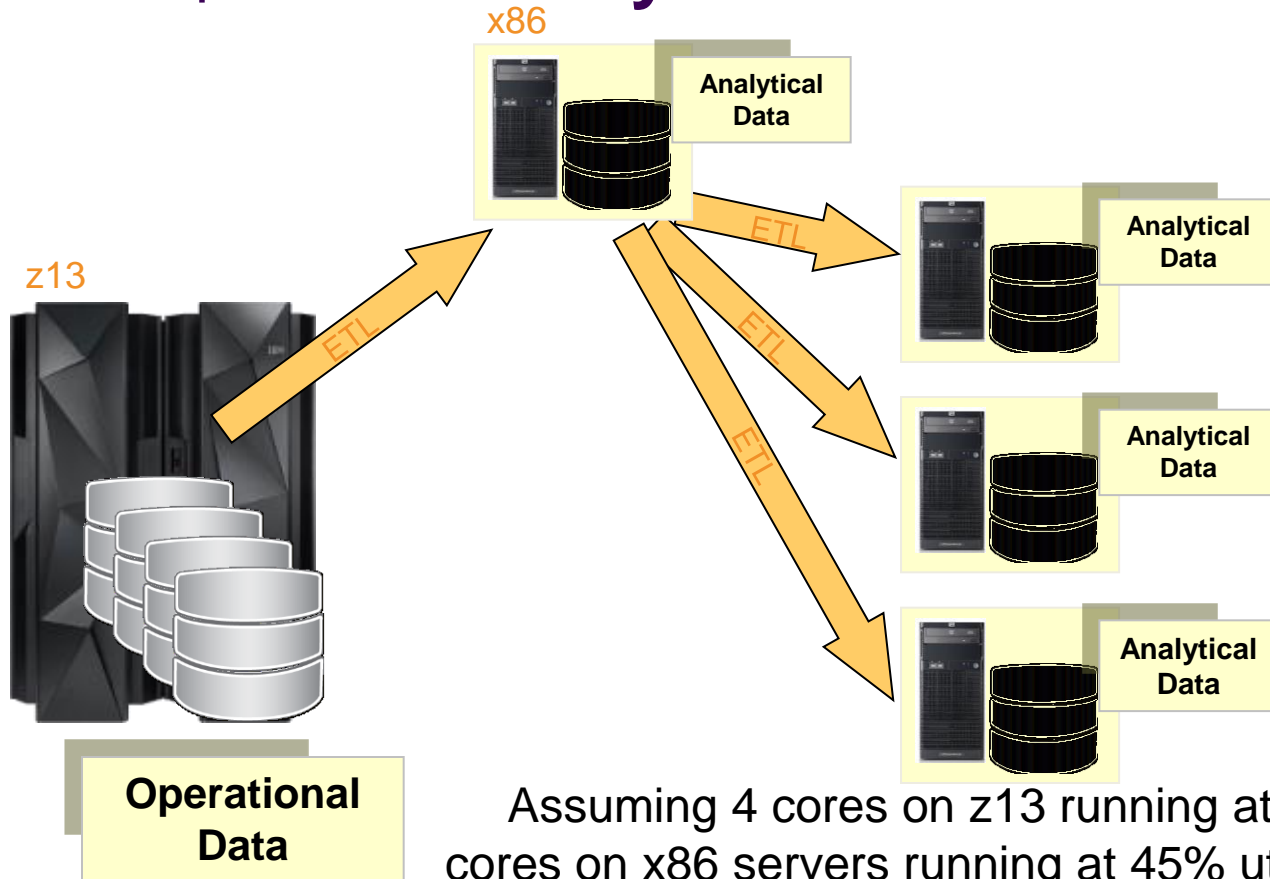 x86
Analytical
Data
ETL
Analytical
Data
z13
ETL
ETL
Analytical
Data
ETL
Analytical
Data
Operational
Data
Assuming 4 cores on z13 running at
cores on x86 servers running at 45%